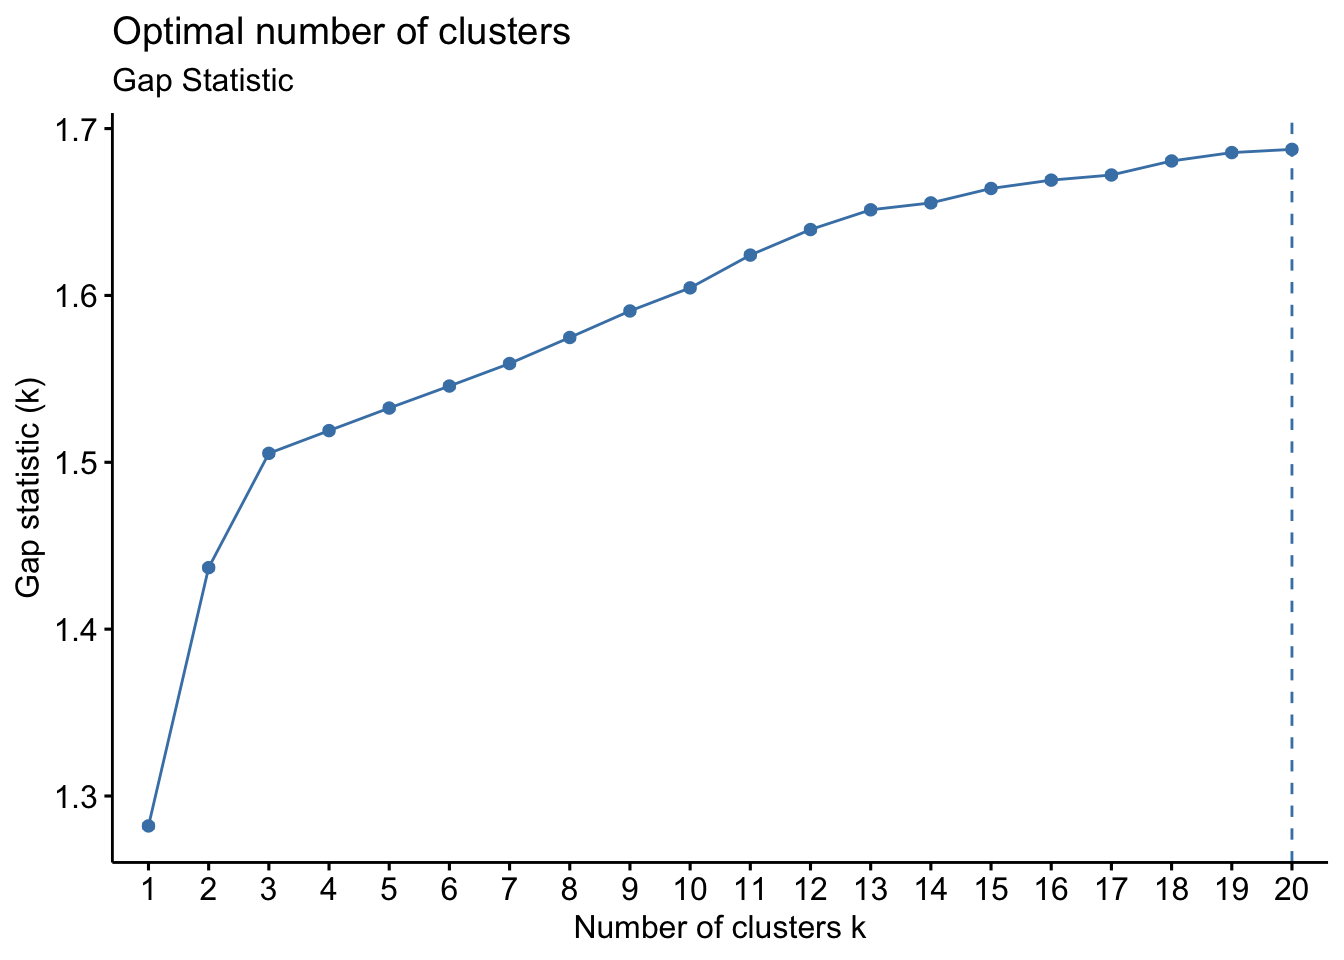 Optimal number of clusters
Gap Statistic
1.7
1.6
1.5
1.4
1.3
Gap statistic (k)
1 2 3 4 5 6 7 8 9 10 11 12 13 14 15 16 17 18 19 20
Number of clusters k